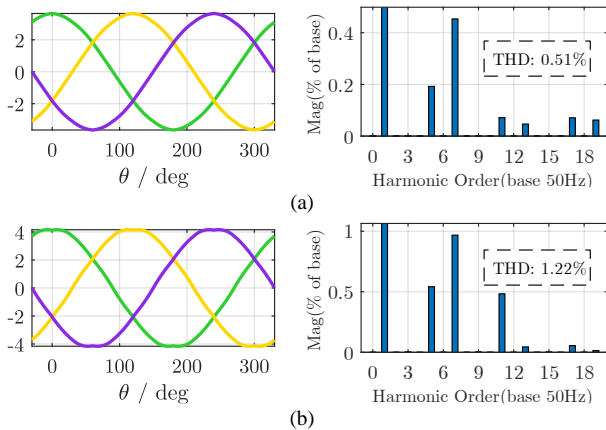 2
0
-2
0 100 200 300
θ / deg
Mag(% of base)
0.4
0.2
0
THD: 0.51%
0 3 6 9 12 15 18
Harmonic Order(base 50Hz)
(a)
4
2
0
-2
-4
0 100 200 300
θ / deg
Mag(% of base)
1
0.5
0
THD: 1.22%
0 3 6 9 12 15 18
Harmonic Order(base 50Hz)
(b)